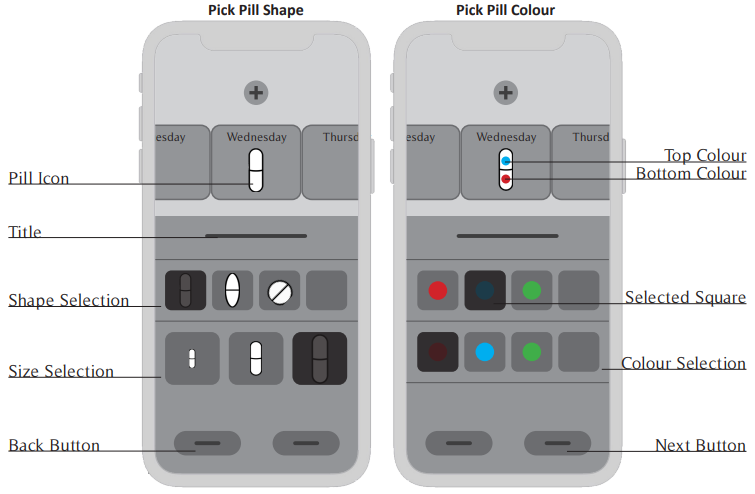 Pick Pill Shape
Pick Pill Colour
esday
Wednesday
Thursd
esday
Wednesday
Thursd
Pill Icon
Title
Shape Selection
Size Selection
Back Button
Top Colour
Bottom Colour
Selected Square
Colour Selection
Next Button